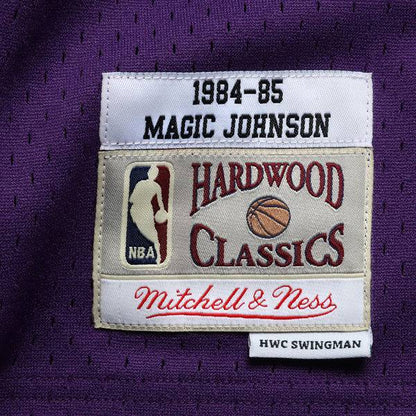 1984-85
MAGIC JOHNSON
HARDWOOD
CLASSICS
NBA
Mitchell & Ness
HWC SWINGMAN